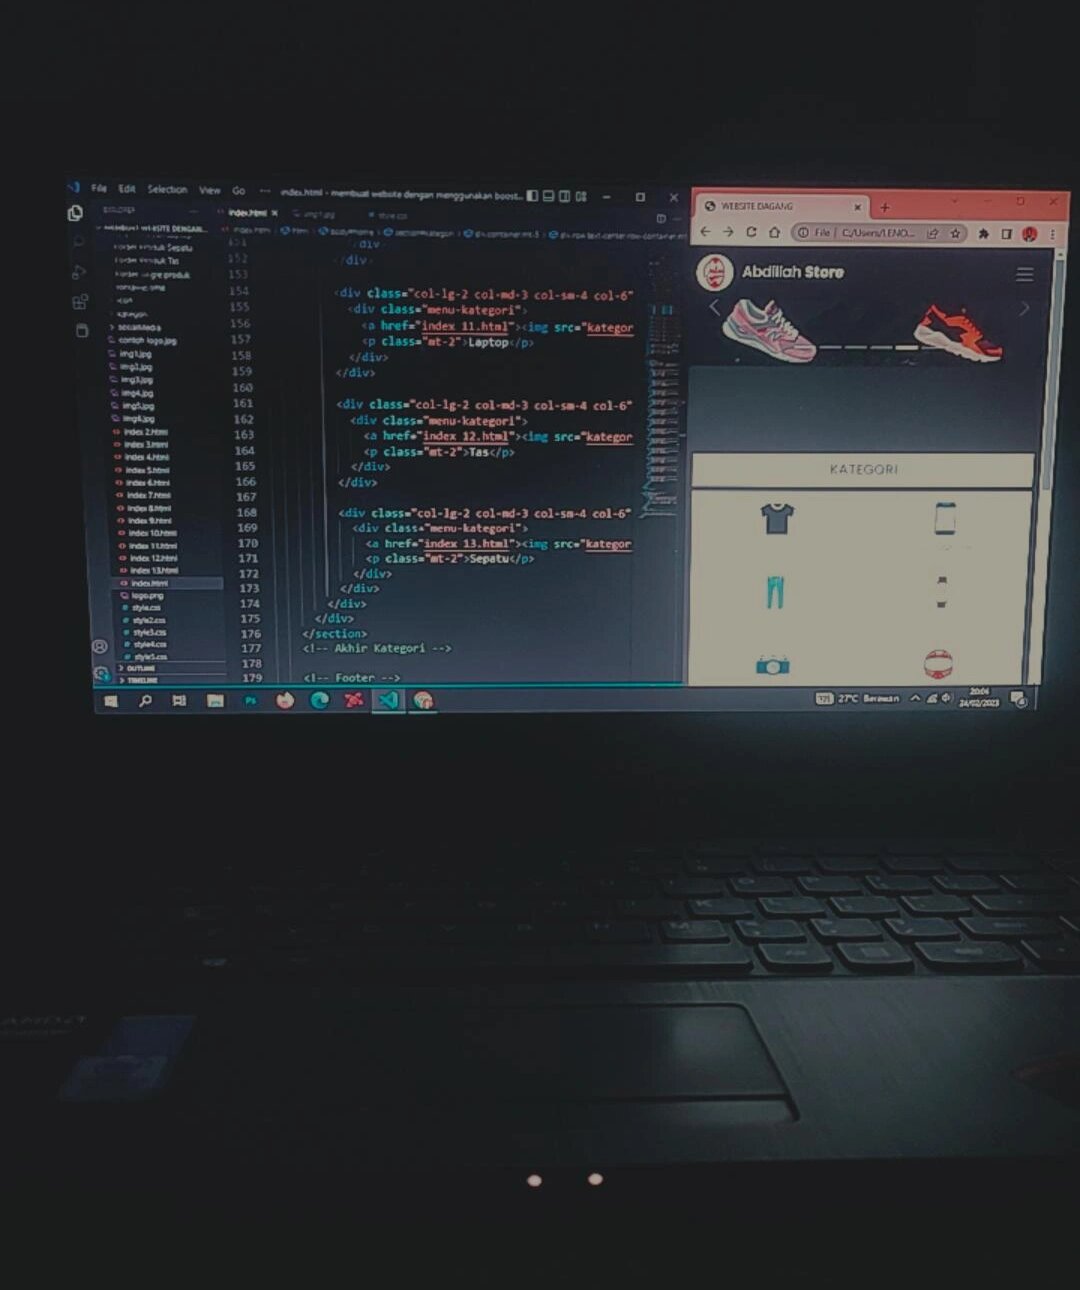 File Edit Selection View Go ··· index.html - membuat website dengan menggunakan boost...
EXPLORER
index.html
img1.jpg
style.css
contoh logo.jpg
img1.jpg
img2.jpg
img3.jpg
img4.jpg
img5.jpg
img6.jpg
index 2.html
index 3.html
index 4.html
index 5.html
index 6.html
index 7.html
index 8.html
index 9.html
index 10.html
index 11.html
index 12.html
index 13.html
index.html
logo.png
style.css
style2.css
style3.css
style4.css
style5.css
OUTLINE
TIMELINE
151 /div
152 /div
153
154 <div class="col-lg-2 col-md-3 col-sm-4 col-6"
155 <div class="menu-kategori">
156 <a href="index 11.html"><img src="kategor
157 <p class="mt-2">Laptop</p>
158 </div>
159 </div>
160
161 <div class="col-lg-2 col-md-3 col-sm-4 col-6"
162 <div class="menu-kategori">
163 <a href="index 12.html"><img src="kategor
164 <p class="mt-2">Tas</p>
165 </div>
166 </div>
167
168 <div class="col-lg-2 col-md-3 col-sm-4 col-6"
169 <div class="menu-kategori">
170 <a href="index 13.html"><img src="kategor
171 <p class="mt-2">Sepatu</p>
172 </div>
173 </div>
174 </div>
175 </div>
176 </section>
177 <!-- Akhir Kategori -->
178
179 <!-- Footer -->
WEBSITE DAGANG
File | C:/Users/LENO...
Abdillah Store
KATEGORI
Ps
27°C Berawan
20:04
24/02/2023